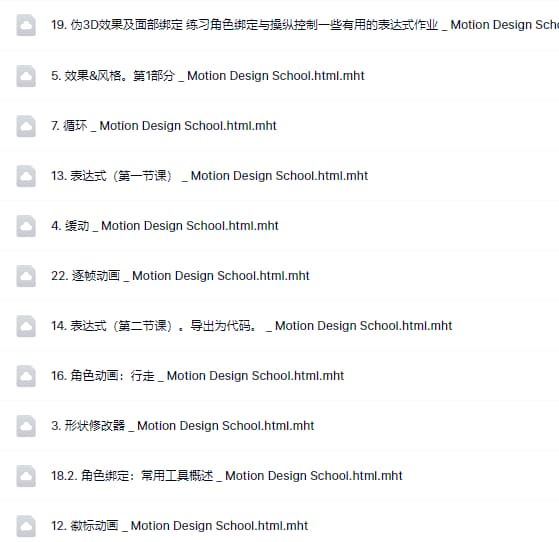 19. 伪3D效果及面部绑定 练习角色绑定与操纵控制一些有用的表达式作业 _ Motion Design Scho
5. 效果&风格。第1部分 _ Motion Design School.html.mht
7. 循环 _ Motion Design School.html.mht
13. 表达式（第一节课） _ Motion Design School.html.mht
4. 缓动 _ Motion Design School.html.mht
22. 逐帧动画 _ Motion Design School.html.mht
14. 表达式（第二节课）。导出为代码。 _ Motion Design School.html.mht
16. 角色动画：行走 _ Motion Design School.html.mht
3. 形状修改器 _ Motion Design School.html.mht
18.2. 角色绑定：常用工具概述 _ Motion Design School.html.mht
12. 徽标动画 _ Motion Design School.html.mht